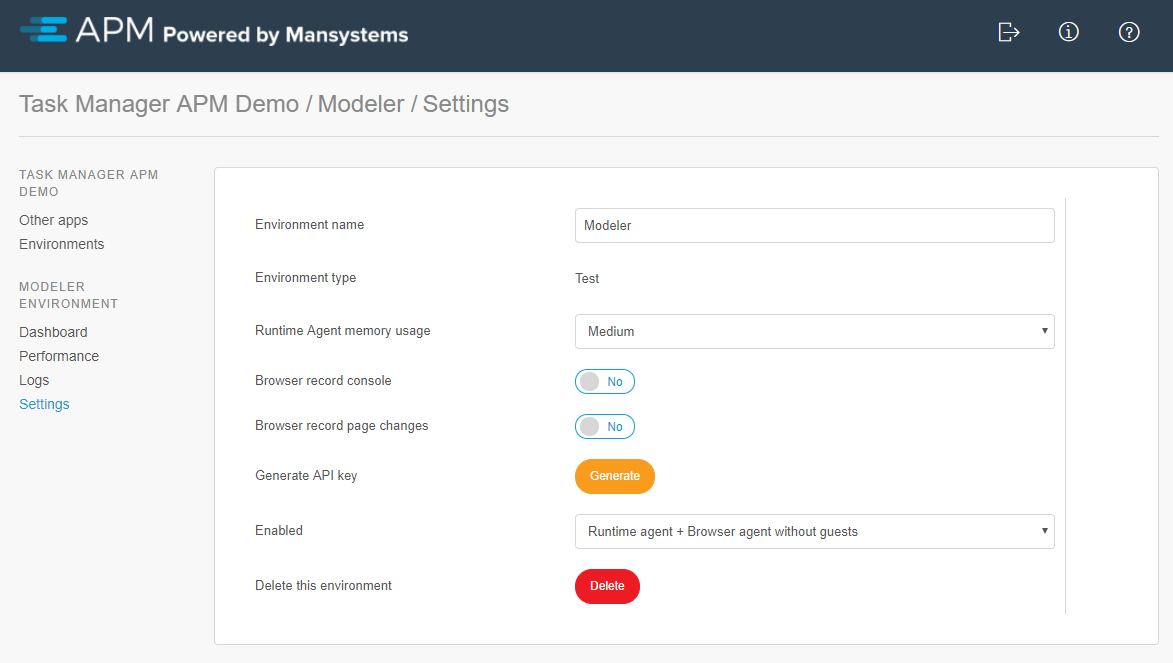 APM Powered by Mansystems
Task Manager APM Demo / Modeler / Settings
TASK MANAGER APM
DEMO
Other apps
Environments
MODELER
ENVIRONMENT
Dashboard
Performance
Logs
Settings
Environment name
Modeler
Environment type
Test
Runtime Agent memory usage
Medium
Browser record console
No
Browser record page changes
No
Generate API key
Generate
Enabled
Runtime agent + Browser agent without guests
Delete this environment
Delete